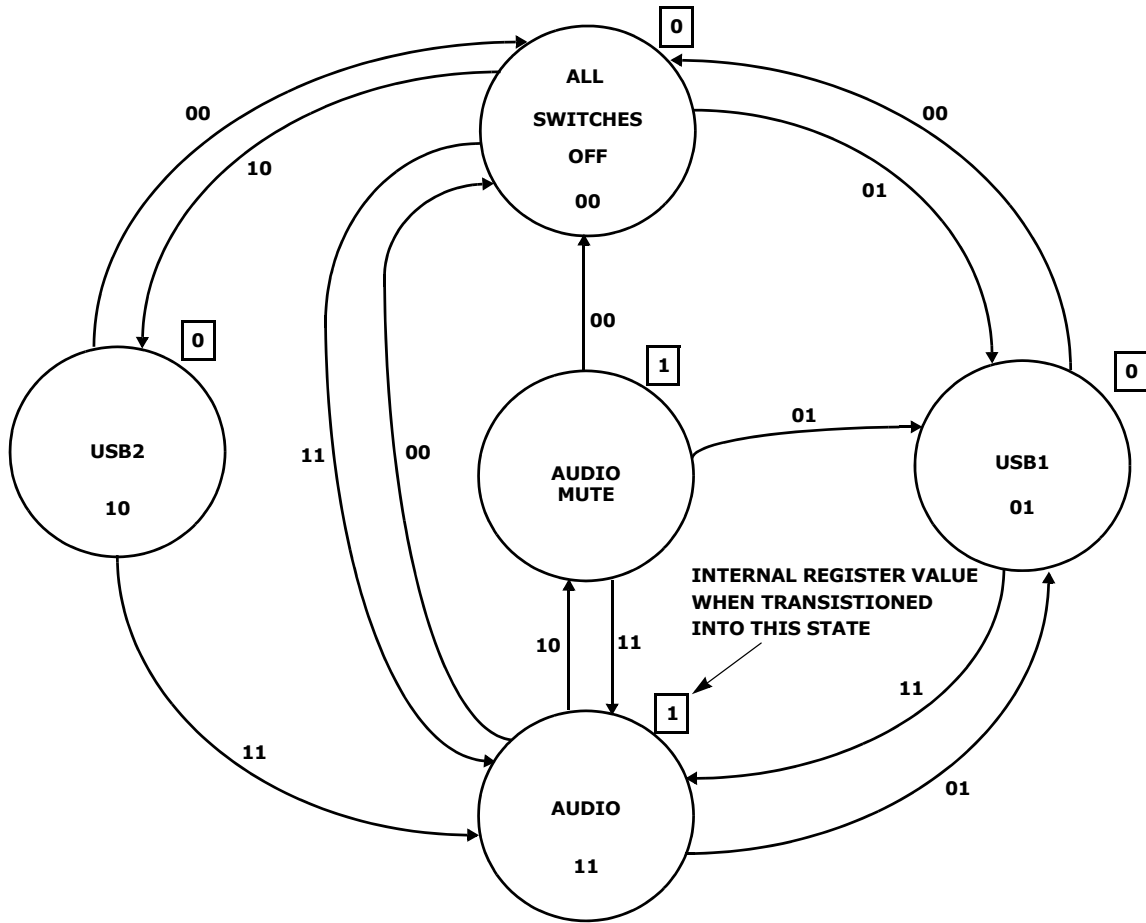 0
ALL
SWITCHES
OFF
00
00
10
01
00
0
USB2
10
11
00
00
1
AUDIO
MUTE
01
0
USB1
01
INTERNAL REGISTER VALUE
WHEN TRANSISTIONED
INTO THIS STATE
10
11
1
11
01
11
AUDIO
11